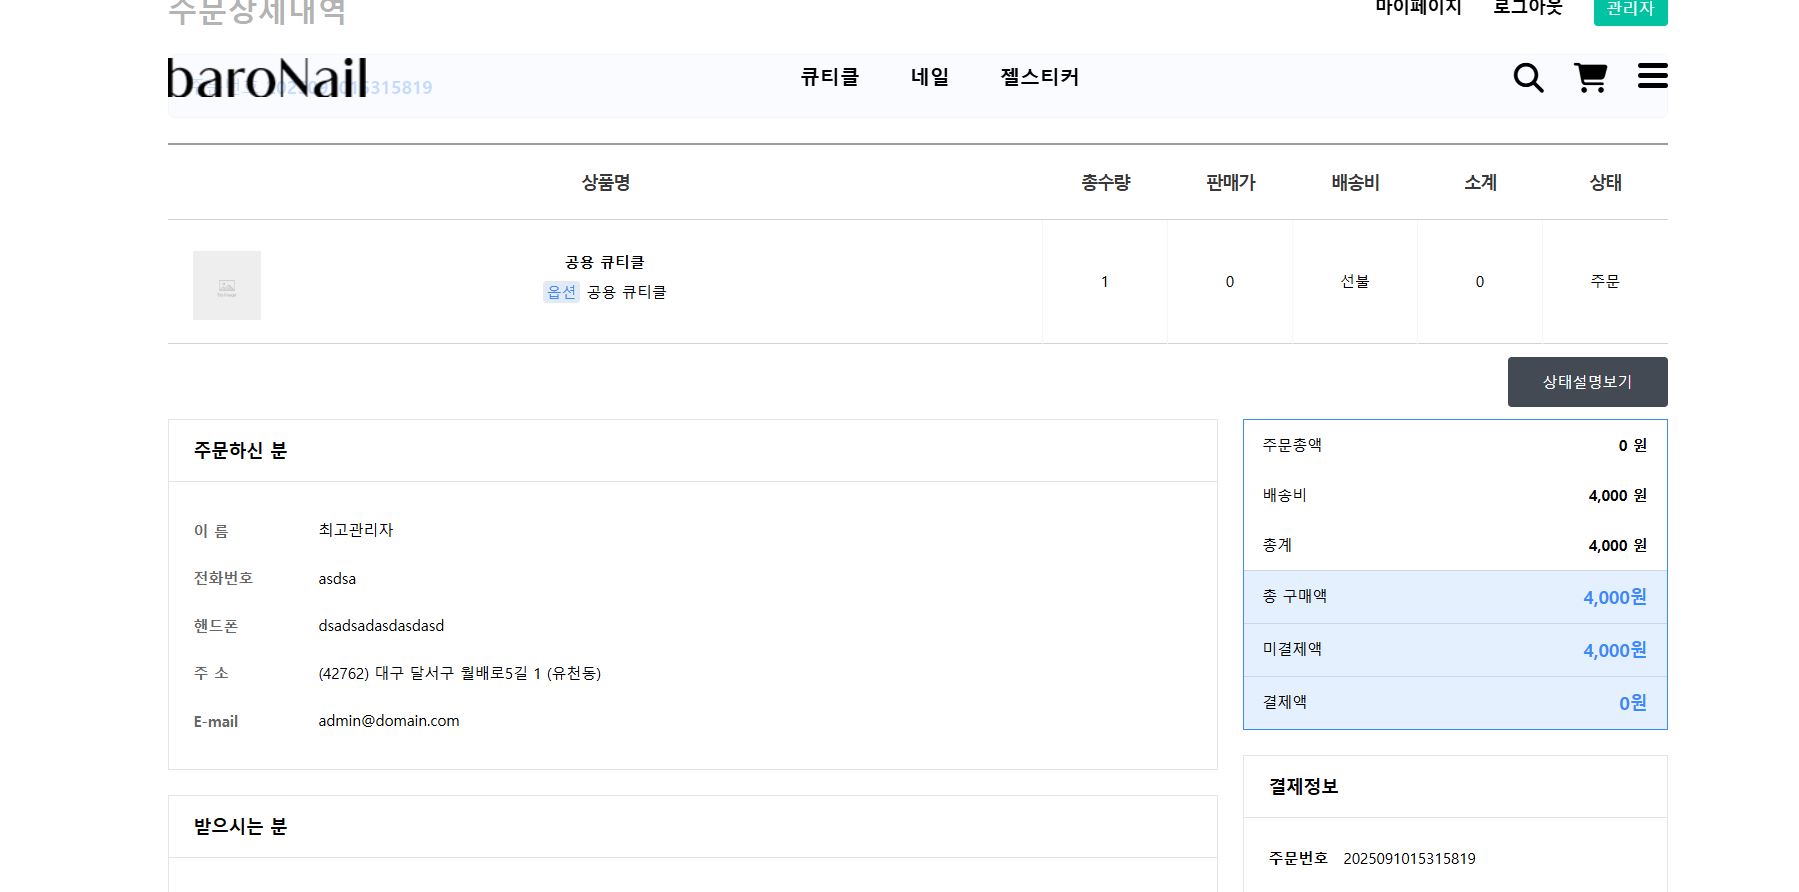 주문상세내역
마이페이지 로그아웃 관리자
baroNail
315819
큐티클 네일 젤스티커
상품명 총수량 판매가 배송비 소계 상태
공용 큐티클
옵션 공용 큐티클
1 0 선불 0 주문
상태설명보기
주문하신 분
이 름 최고관리자
전화번호 asdsa
핸드폰 dsadsadasdasdasd
주 소 (42762) 대구 달서구 월배로5길 1 (유천동)
E-mail admin@domain.com
받으시는 분
주문총액 0 원
배송비 4,000 원
총계 4,000 원
총 구매액 4,000원
미결제액 4,000원
결제액 0원
결제정보
주문번호 2025091015315819